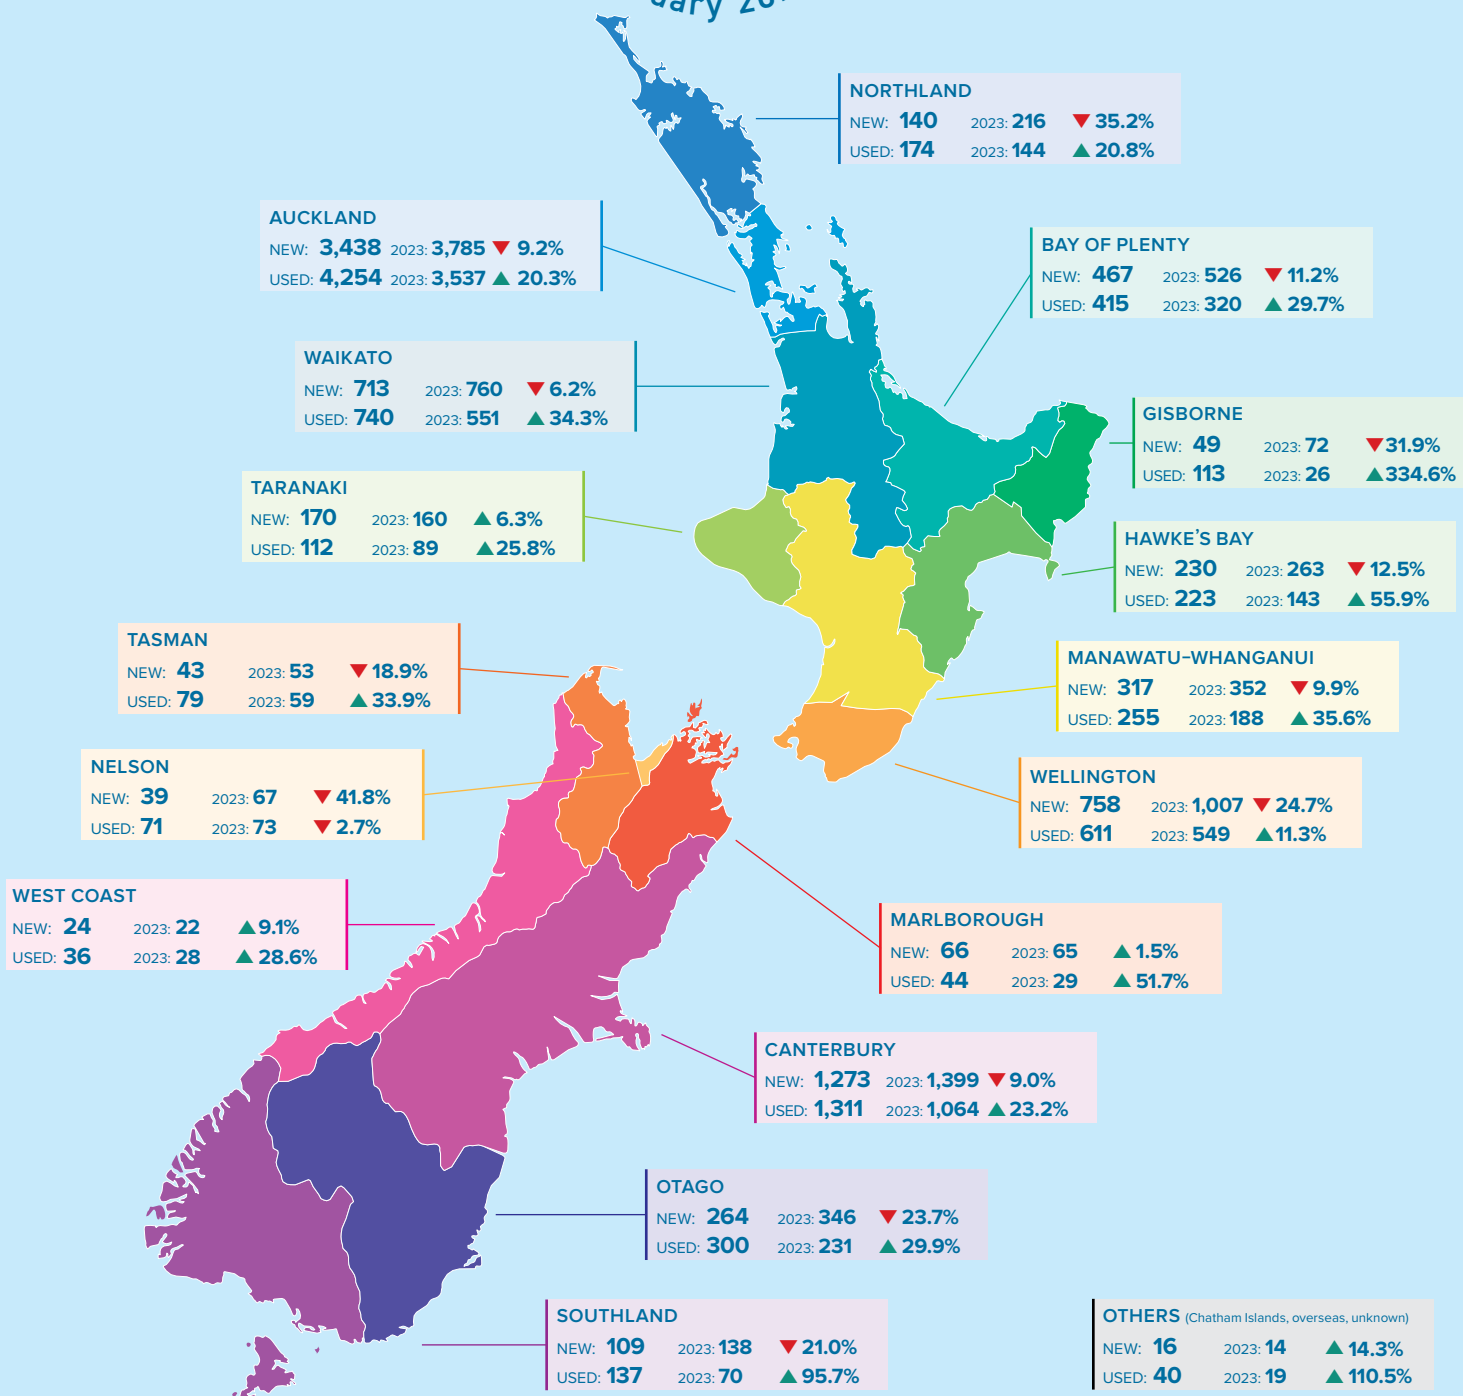 NORTHLAND
NEW: 140 2023: 216 ▼ 35.2%
USED: 174 2023: 144 ▲ 20.8%
AUCKLAND
NEW: 3,438 2023: 3,785 ▼ 9.2%
USED: 4,254 2023: 3,537 ▲ 20.3%
BAY OF PLENTY
NEW: 467 2023: 526 ▼ 11.2%
USED: 415 2023: 320 ▲ 29.7%
WAIKATO
NEW: 713 2023: 760 ▼ 6.2%
USED: 740 2023: 551 ▲ 34.3%
GISBORNE
NEW: 49 2023: 72 ▼ 31.9%
USED: 113 2023: 26 ▲ 334.6%
TARANAKI
NEW: 170 2023: 160 ▲ 6.3%
USED: 112 2023: 89 ▲ 25.8%
HAWKE'S BAY
NEW: 230 2023: 263 ▼ 12.5%
USED: 223 2023: 143 ▲ 55.9%
TASMAN
NEW: 43 2023: 53 ▼ 18.9%
USED: 79 2023: 59 ▲ 33.9%
MANAWATU-WHANGANUI
NEW: 317 2023: 352 ▼ 9.9%
USED: 255 2023: 188 ▲ 35.6%
NELSON
NEW: 39 2023: 67 ▼ 41.8%
USED: 71 2023: 73 ▼ 2.7%
WELLINGTON
NEW: 758 2023: 1,007 ▼ 24.7%
USED: 611 2023: 549 ▲ 11.3%
WEST COAST
NEW: 24 2023: 22 ▲ 9.1%
USED: 36 2023: 28 ▲ 28.6%
MARLBOROUGH
NEW: 66 2023: 65 ▲ 1.5%
USED: 44 2023: 29 ▲ 51.7%
CANTERBURY
NEW: 1,273 2023: 1,399 ▼ 9.0%
USED: 1,311 2023: 1,064 ▲ 23.2%
OTAGO
NEW: 264 2023: 346 ▼ 23.7%
USED: 300 2023: 231 ▲ 29.9%
SOUTHLAND
NEW: 109 2023: 138 ▼ 21.0%
USED: 137 2023: 70 ▲ 95.7%
OTHERS (Chatham Islands, overseas, unknown)
NEW: 16 2023: 14 ▲ 14.3%
USED: 40 2023: 19 ▲ 110.5%